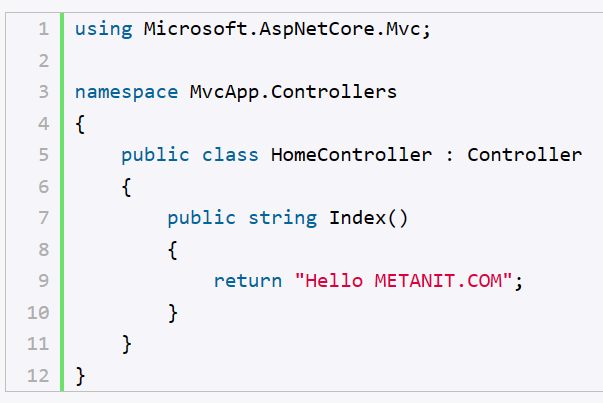 1 using Microsoft.AspNetCore.Mvc;
2
3 namespace MvcApp.Controllers
4 {
5     public class HomeController : Controller
6     {
7         public string Index()
8         {
9             return "Hello METANIT.COM";
10         }
11     }
12 }